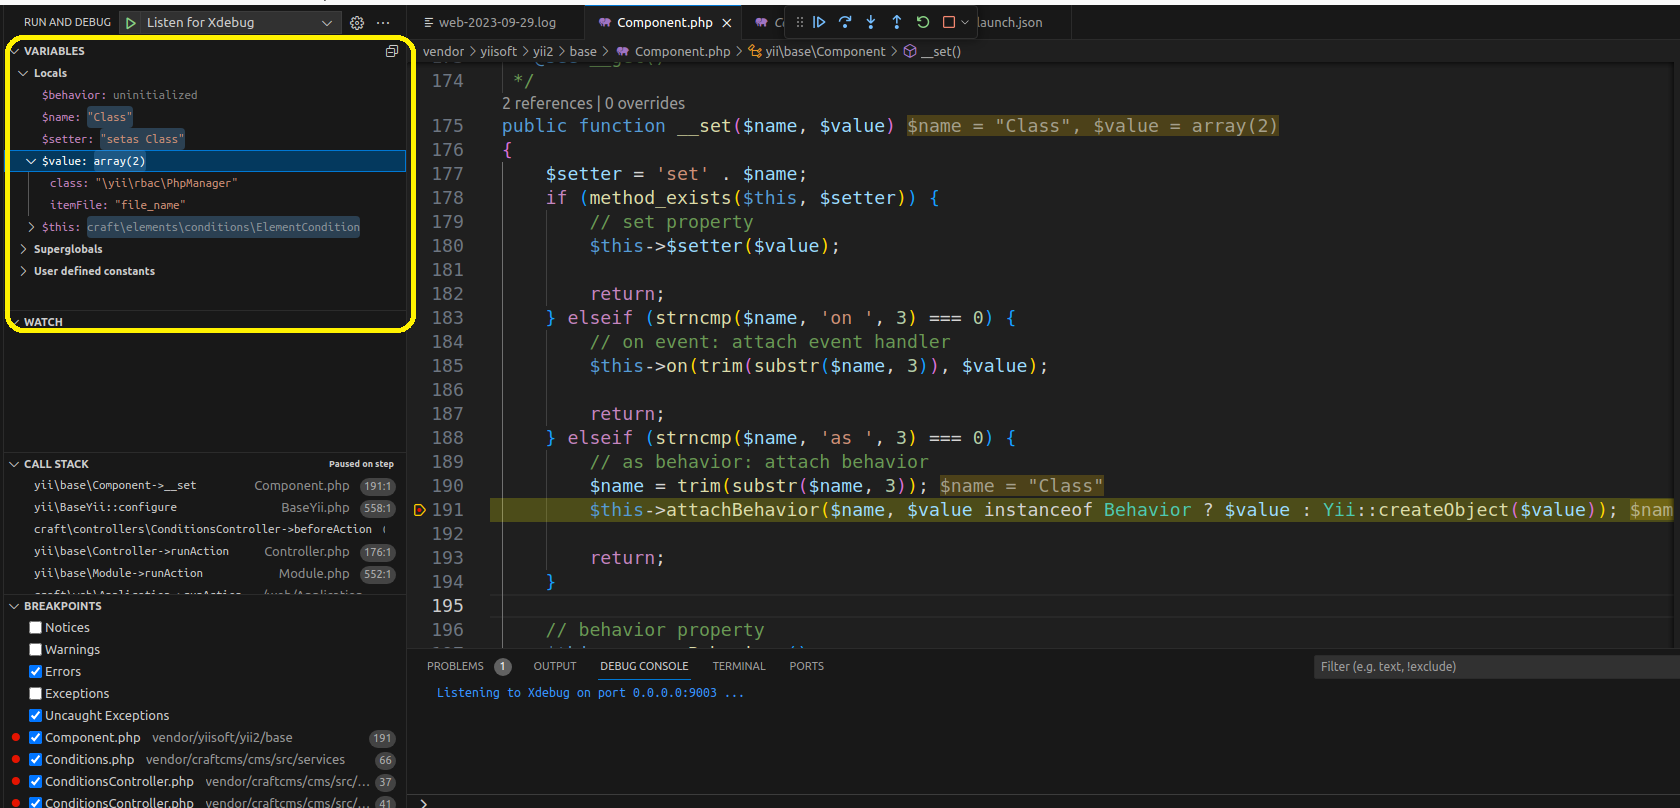 RUN AND DEBUG Listen for Xdebug ...
VARIABLES
Locals
$behavior: uninitialized
$name: "Class"
$setter: "setas Class"
$value: array(2)
class: "\yii\rbac\PhpManager"
itemFile: "file_name"
$this: craft\elements\conditions\ElementCondition
Superglobals
User defined constants
WATCH
CALL STACK Paused on step
yii\base\Component->__set Component.php 191:1
yii\BaseYii::configure BaseYii.php 558:1
craft\controllers\ConditionsController->beforeAction
yii\base\Controller->runAction Controller.php 176:1
yii\base\Module->runAction Module.php 552:1
BREAKPOINTS
Notices
Warnings
Errors
Exceptions
Uncaught Exceptions
Component.php vendor/yiisoft/yii2/base 191
Conditions.php vendor/craftcms/cms/src/services 66
ConditionsController.php vendor/craftcms/cms/src/... 37
ConditionsController.php vendor/craftcms/cms/src/... 41
web-2023-09-29.log Component.php launch.json
vendor > yiisoft > yii2 > base > Component.php > yii\base\Component > __set()
174 */
2 references | 0 overrides
175 public function __set($name, $value) $name = "Class", $value = array(2)
176 {
177 $setter = 'set' . $name;
178 if (method_exists($this, $setter)) {
179 // set property
180 $this->$setter($value);
181
182 return;
183 } elseif (strncmp($name, 'on ', 3) === 0) {
184 // on event: attach event handler
185 $this->on(trim(substr($name, 3)), $value);
186
187 return;
188 } elseif (strncmp($name, 'as ', 3) === 0) {
189 // as behavior: attach behavior
190 $name = trim(substr($name, 3)); $name = "Class"
191 $this->attachBehavior($name, $value instanceof Behavior ? $value : Yii::createObject($value)); $nam
192
193 return;
194 }
195
196 // behavior property
PROBLEMS 1 OUTPUT DEBUG CONSOLE TERMINAL PORTS Filter (e.g. text, !exclude)
Listening to Xdebug on port 0.0.0.0:9003 ...
>